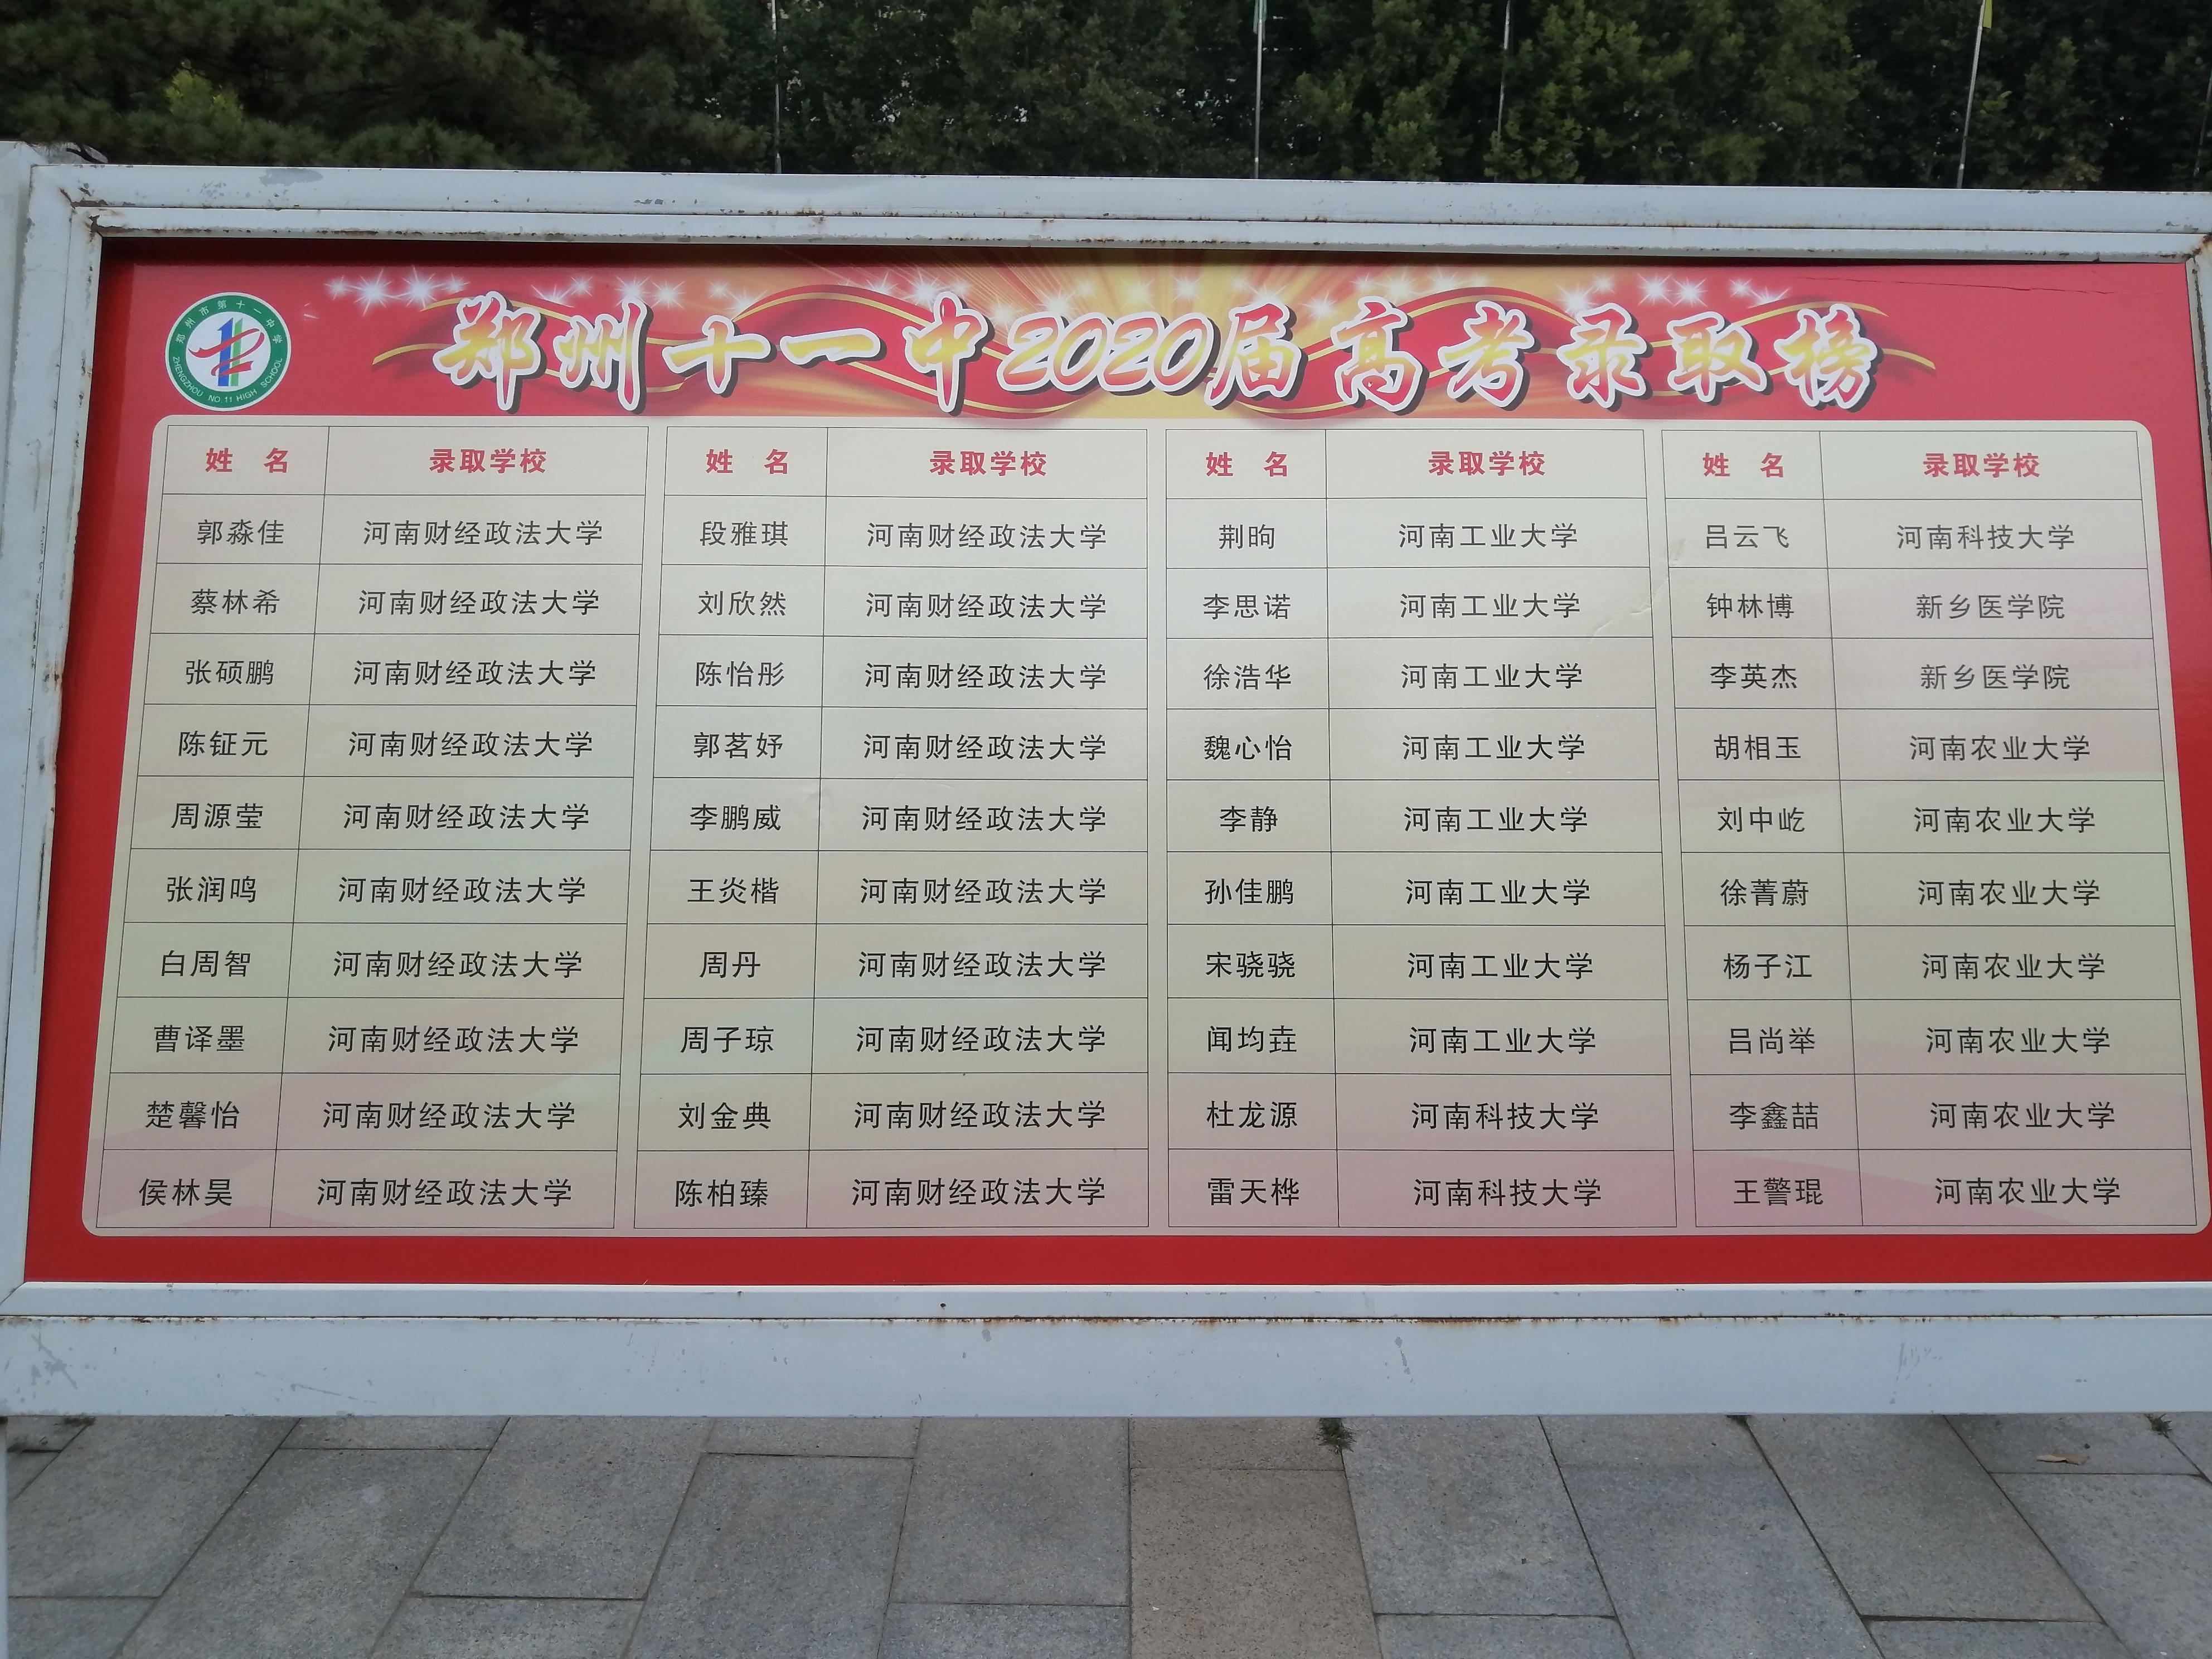 郑州市第十一中学
ZHENGZHOU NO.11 HIGH SCHOOL
郑州十一中2020届高考录取榜
姓 名 录取学校 姓 名 录取学校 姓 名 录取学校 姓 名 录取学校
郭淼佳 河南财经政法大学 段雅琪 河南财经政法大学 荆昫 河南工业大学 吕云飞 河南科技大学
蔡林希 河南财经政法大学 刘欣然 河南财经政法大学 李思诺 河南工业大学 钟林博 新乡医学院
张硕鹏 河南财经政法大学 陈怡彤 河南财经政法大学 徐浩华 河南工业大学 李英杰 新乡医学院
陈钲元 河南财经政法大学 郭茗妤 河南财经政法大学 魏心怡 河南工业大学 胡相玉 河南农业大学
周源莹 河南财经政法大学 李鹏威 河南财经政法大学 李静 河南工业大学 刘中屹 河南农业大学
张润鸣 河南财经政法大学 王炎楷 河南财经政法大学 孙佳鹏 河南工业大学 徐菁蔚 河南农业大学
白周智 河南财经政法大学 周丹 河南财经政法大学 宋骁骁 河南工业大学 杨子江 河南农业大学
曹译墨 河南财经政法大学 周子琼 河南财经政法大学 闻均垚 河南工业大学 吕尚举 河南农业大学
楚馨怡 河南财经政法大学 刘金典 河南财经政法大学 杜龙源 河南科技大学 李鑫喆 河南农业大学
侯林昊 河南财经政法大学 陈柏臻 河南财经政法大学 雷天桦 河南科技大学 王警琨 河南农业大学